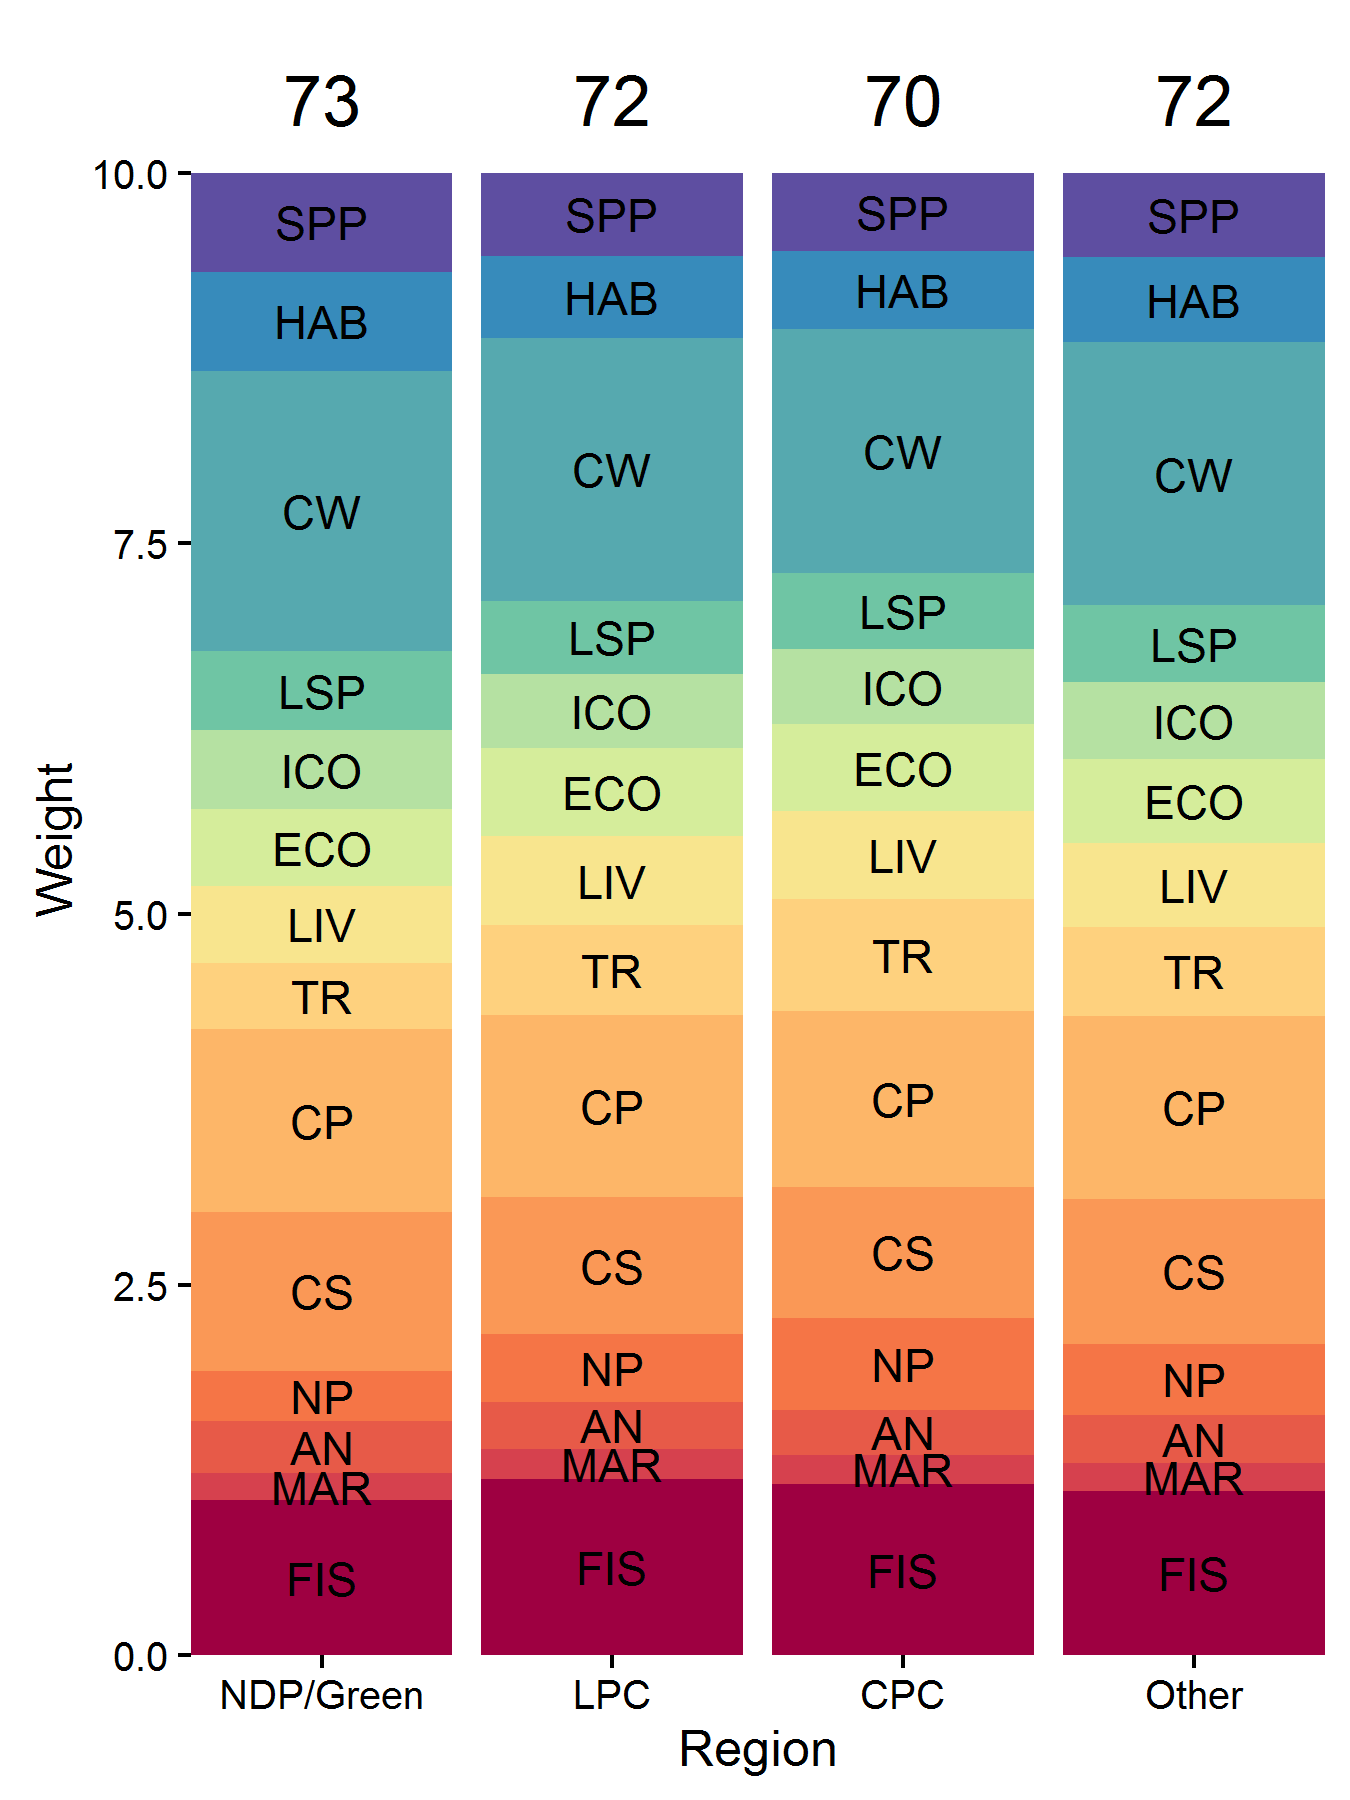 73 72 70 72
10.0
7.5
5.0
2.5
0.0
Weight
SPP SPP SPP SPP
HAB HAB HAB HAB
CW CW CW CW
LSP LSP LSP LSP
ICO ICO ICO ICO
ECO ECO ECO ECO
LIV LIV LIV LIV
TR TR TR TR
CP CP CP CP
CS CS CS CS
NP NP NP NP
AN AN AN AN
MAR MAR MAR MAR
FIS FIS FIS FIS
NDP/Green LPC CPC Other
Region